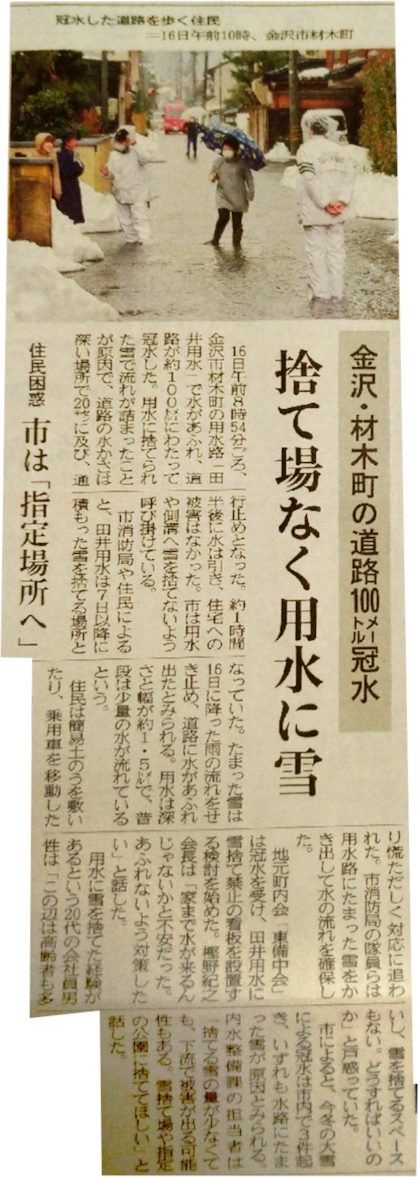 冠水した道路を歩く住民
＝16日午前10時、金沢市材木町
金沢・材木町の道路100メートル冠水
捨て場なく用水に雪
住民困惑 市は「指定場所へ」
16日午前8時54分ごろ、
金沢市材木町の用水路「田
井用水」で水があふれ、道
路が約100㍍にわたって
冠水した。用水に捨てられ
た雪で流れが詰まったこと
が原因で、道路の水かさは
深い場所で20㌢に及び、通
行止めとなった。約1時間
半後に水は引き、住宅への
被害はなかった。市は用水
や側溝へ雪を捨てないよう
呼び掛けている。
市消防局や住民による
と、田井用水は7日以降に
積もった雪を捨てる場所と
なっていた。たまった雪は
16日に降った雨の流れをせ
き止め、道路に水があふれ
出たとみられる。用水は深
さと幅が約1・5㍍で、普
段は少量の水が流れている
という。
住民は簡易土のうを敷い
たり、乗用車を移動した
り慌ただしく対応に追わ
れた。市消防局の隊員らは
用水路にたまった雪をか
き出して水の流れを確保し
た。
地元町内会「東備中会」
は冠水を受け、田井用水に
雪捨て禁止の看板を設置す
る検討を始めた。樫野紀之
会長は「家まで水が来るん
じゃないかと不安だった。
あふれないよう対策した
い」と話した。
用水に雪を捨てた経験が
あるという20代の会社員男
性は「この辺は高齢者も多
いし、雪を捨てるスペース
もない。どうすればいいの
か」と戸惑っていた。
市によると、今冬の大雪
による冠水は市内で3件起
き、いずれも水路にたま
った雪が原因とみられる。
内水整備課の担当者は
「捨てる雪の量が少なくて
も、下流で被害が出る可能
性もある。雪捨て場や指定
の公園に捨ててほしい」と
話した。